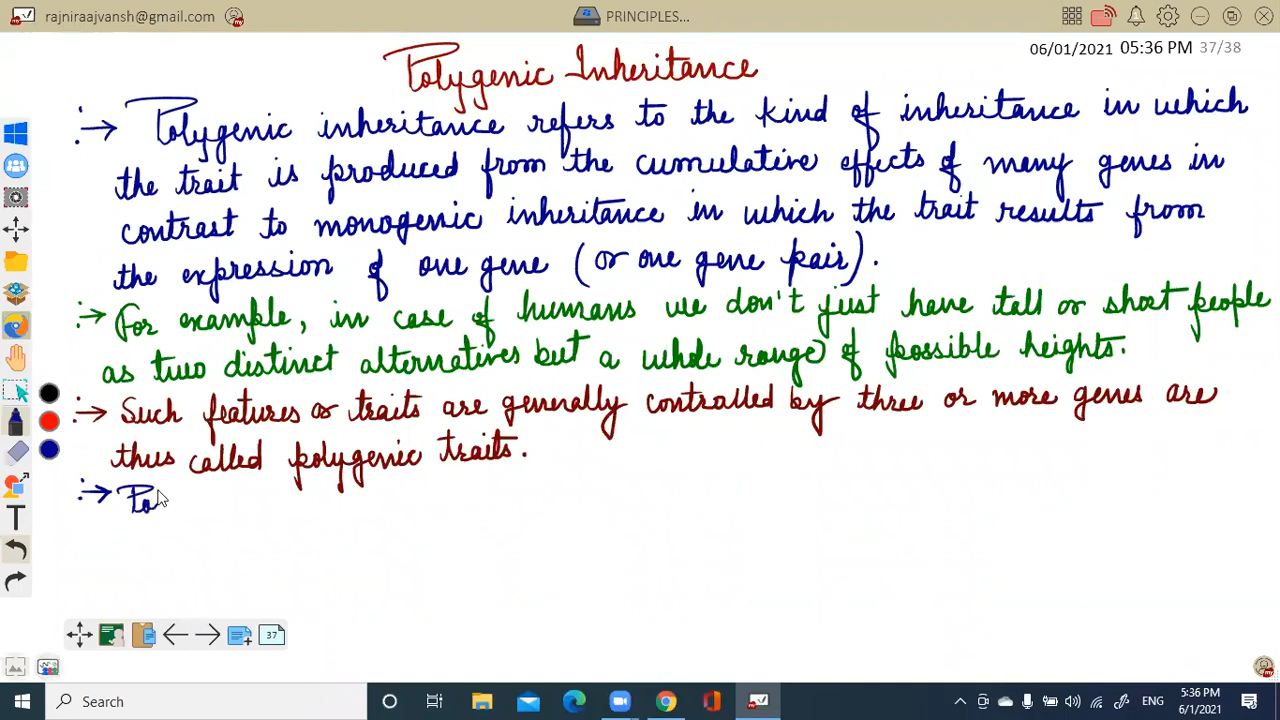 rajniraajvansh@gmail.com
PRINCIPLES...
06/01/2021 05:36 PM 37/38
Polygenic Inheritance
:→ Polygenic inheritance refers to the kind of inheritance in which
the trait is produced from the cumulative effects of many genes in
contrast to monogenic inheritance in which the trait results from
the expression of one gene (or one gene pair).
:→ For example, in case of humans we don't just have tall or short people
as two distinct alternatives but a whole range of possible heights.
:→ Such features or traits are generally controlled by three or more genes are
thus called polygenic traits.
:→ Po
T
37
Search
ENG
5:36 PM
6/1/2021